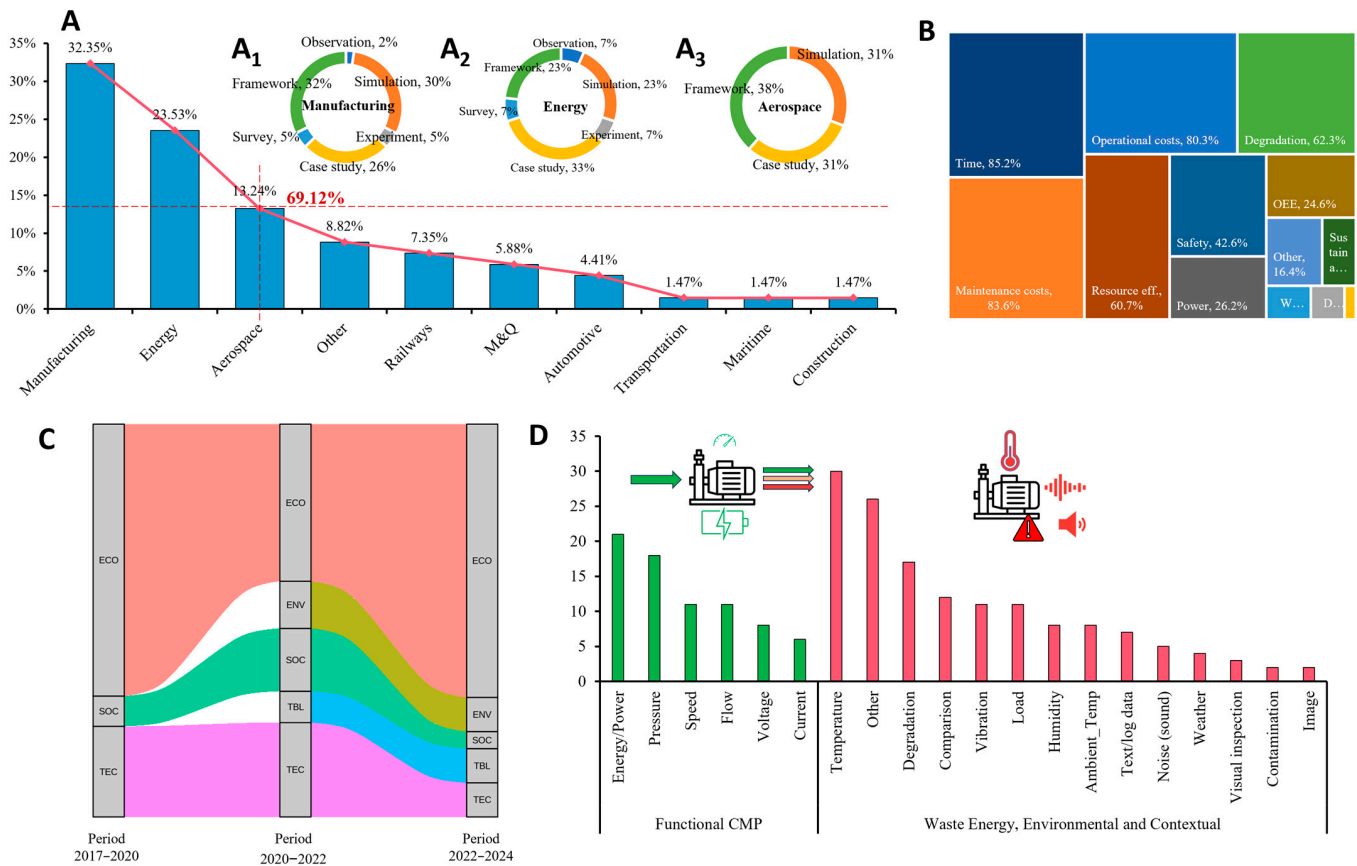 A
35%
30%
25%
20%
15%
10%
5%
0%
32.35%
23.53%
13.24%
69.12%
8.82%
7.35%
5.88%
4.41%
1.47%
1.47%
1.47%
Manufacturing
Energy
Aerospace
Other
Railways
M&Q
Automotive
Transportation
Maritime
Construction
A1
Observation, 2%
Framework, 32%
Simulation, 30%
Manufacturing
Survey, 5%
Experiment, 5%
Case study, 26%
A2
Observation, 7%
Framework, 23%
Simulation, 23%
Energy
Survey, 7%
Experiment, 7%
Case study, 33%
A3
Simulation, 31%
Framework, 38%
Aerospace
Case study, 31%
B
Time, 85.2%
Operational costs, 80.3%
Degradation, 62.3%
Maintenance costs,
83.6%
Resource eff.,
60.7%
Safety, 42.6%
Power, 26.2%
OEE, 24.6%
Other,
16.4%
Sus
tain
a…
W…
D…
C
ECO
SOC
TEC
ECO
ENV
SOC
TBL
TEC
ECO
ENV
SOC
TBL
TEC
Period
2017–2020
Period
2020–2022
Period
2022–2024
D
35
30
25
20
15
10
5
0
Energy/Power
Pressure
Speed
Flow
Voltage
Current
Temperature
Other
Degradation
Comparison
Vibration
Load
Humidity
Ambient_Temp
Text/log data
Noise (sound)
Weather
Visual inspection
Contamination
Image
Functional CMP
Waste Energy, Environmental and Contextual